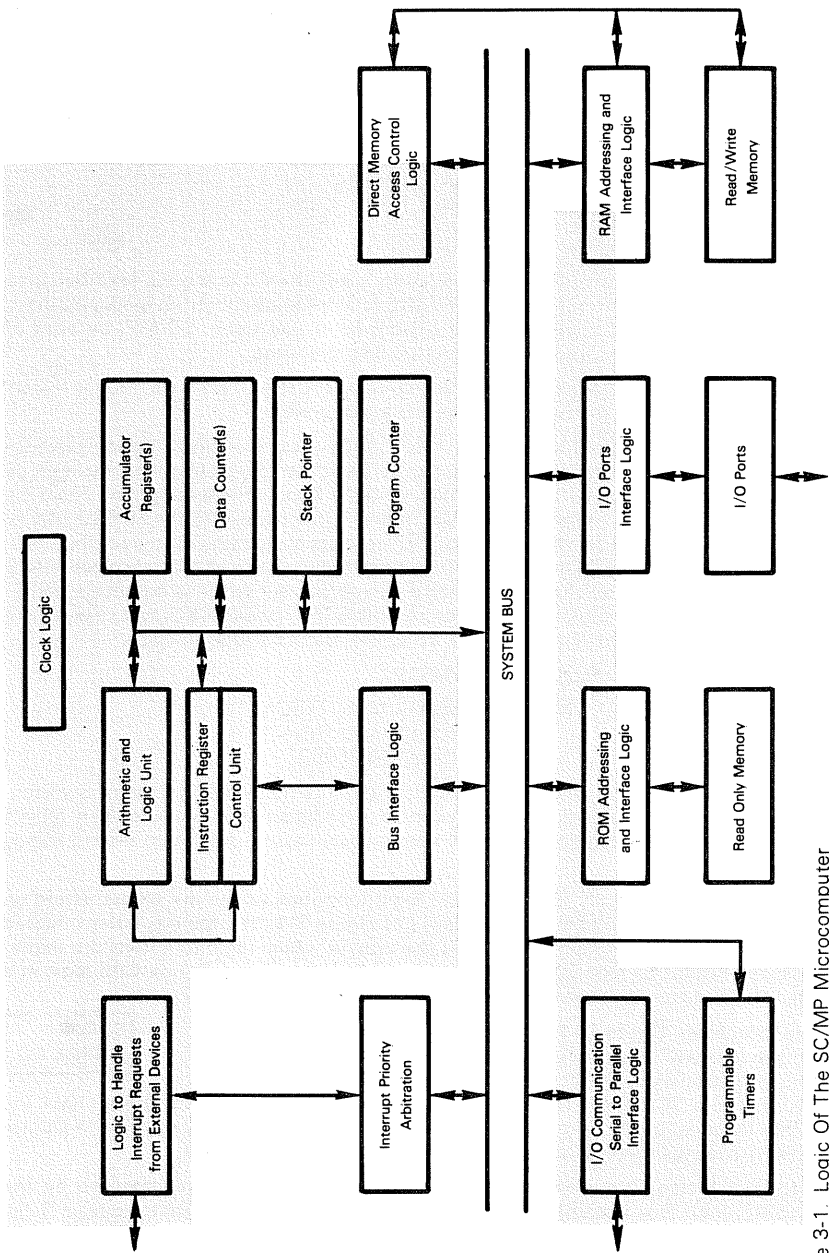 Clock Logic
Logic to Handle
Interrupt Requests
from External Devices
Arithmetic and
Logic Unit
Accumulator
Register(s)
Instruction Register
Control Unit
Data Counter(s)
Stack Pointer
Interrupt Priority
Arbitration
Bus Interface Logic
Program Counter
Direct Memory
Access Control
Logic
SYSTEM BUS
I/O Communication
Serial to Parallel
Interface Logic
ROM Addressing
and Interface Logic
I/O Ports
Interface Logic
RAM Addressing and
Interface Logic
Programmable
Timers
Read Only Memory
I/O Ports
Read/Write
Memory
3-1. Logic Of The SC/MP Microcomputer